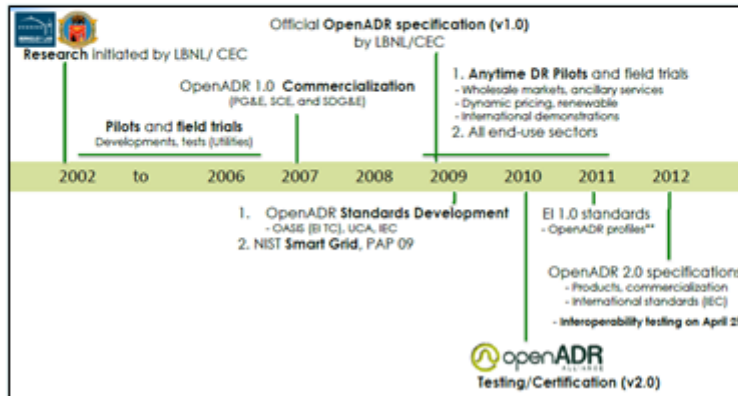 Official OpenADR specification (v1.0)
by LBNL/CEC
Research initiated by LBNL/ CEC
OpenADR 1.0 Commercialization
(PG&E, SCE, and SDG&E)
Pilots and field trials
Developments, tests (Utilities)
1. Anytime DR Pilots and field trials
- Wholesale markets, ancillary services
- Dynamic pricing, renewable
- International demonstrations
2. All end-use sectors
2002 to 2006 2007 2008 2009 2010 2011 2012
1. OpenADR Standards Development
- OASIS (EI TC), UCA, IEC
2. NIST Smart Grid, PAP 09
EI 1.0 standards
- OpenADR profiles**
OpenADR 2.0 specifications
- Products, commercialization
- International standards (IEC)
- Interoperability testing on April 25
openADR
ALLIANCE
Testing/Certification (v2.0)